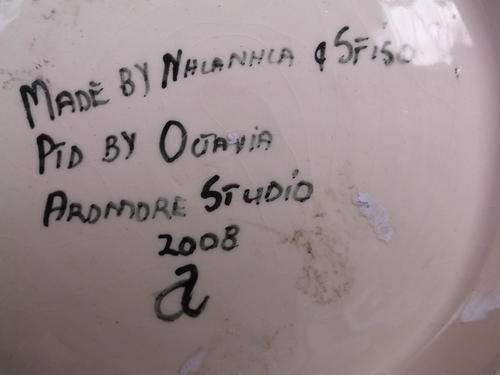 MADE BY NHLANHLA & SFISO
PTD BY OCTAVIA
ARDMORE STUDIO
2008
a